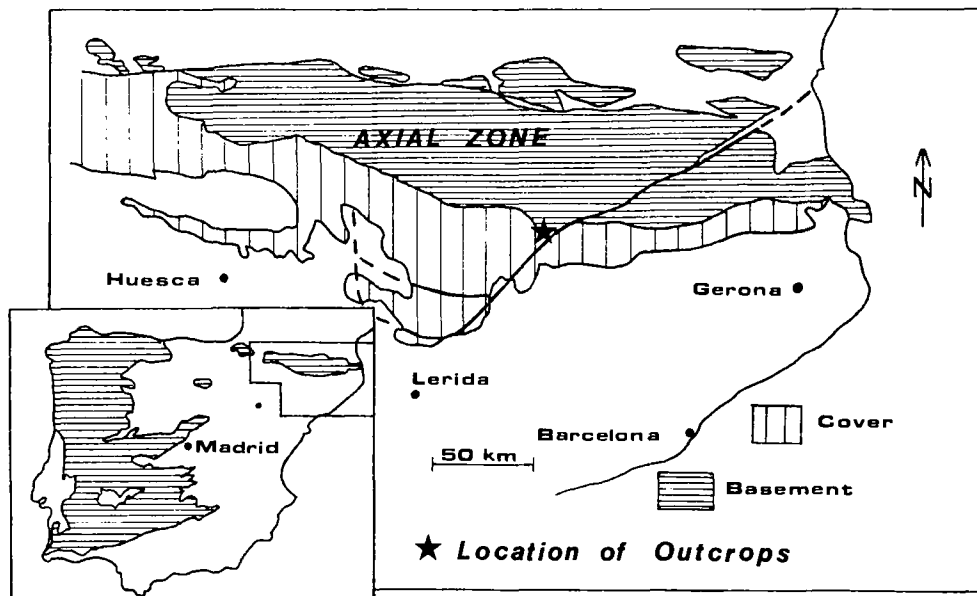 AXIAL ZONE
N
Huesca
Gerona
Lerida
Madrid
Barcelona
Cover
50 km
Basement
★ Location of Outcrops